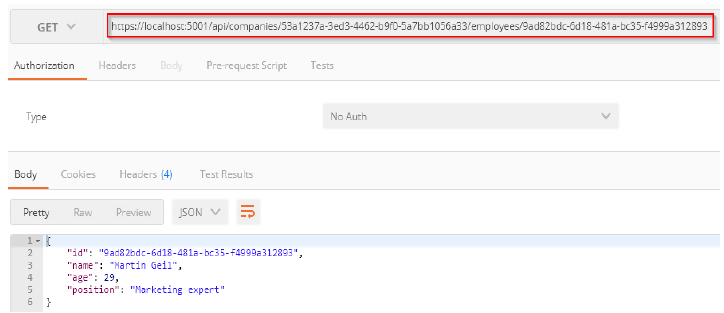 GET https://localhost:5001/api/companies/53a1237a-3ed3-4462-b9f0-5a7bb1056a33/employees/9ad82bdc-6d18-481a-bc35-f4999a312893
Authorization Headers Body Pre-request Script Tests
Type No Auth
Body Cookies Headers (4) Test Results
Pretty Raw Preview JSON
1 {
2 "id": "9ad82bdc-6d18-481a-bc35-f4999a312893",
3 "name": "Martin Geil",
4 "age": 29,
5 "position": "Marketing expert"
6 }